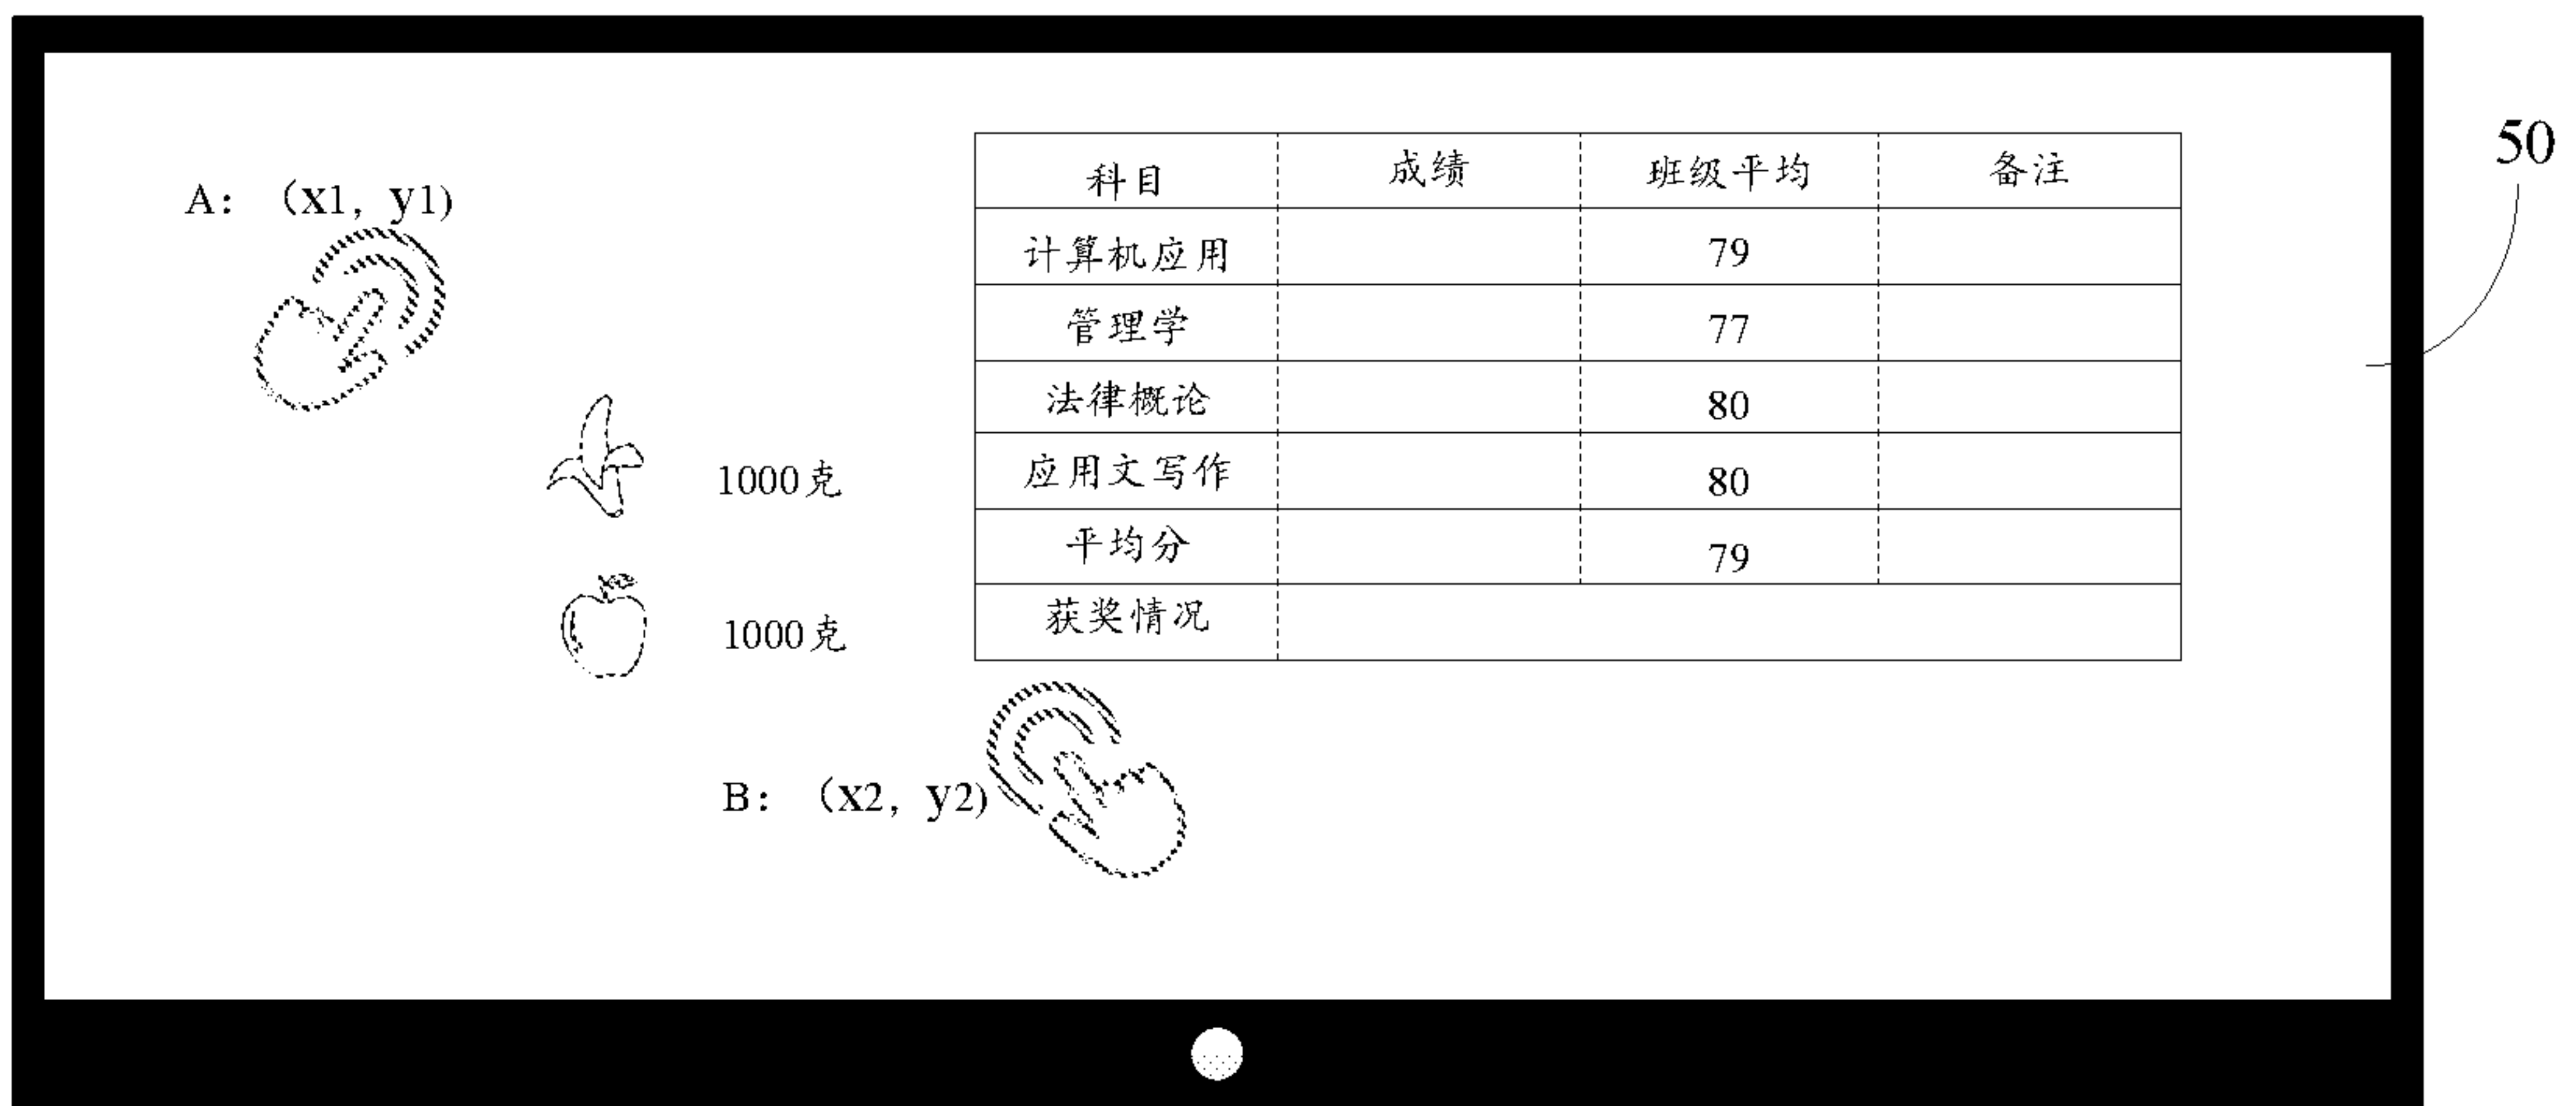 50
A： （x1，y1)
1000克
1000克
B： （x2，y2)
科目 成绩 班级平均 备注
计算机应用 79
管理学 77
法律概论 80
应用文写作 80
平均分 79
获奖情况